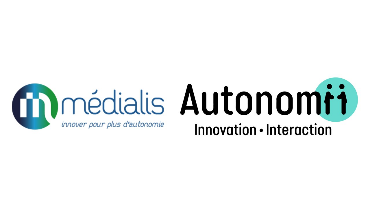 médialis
innover pour plus d'autonomie
Autonomii
Innovation • Interaction